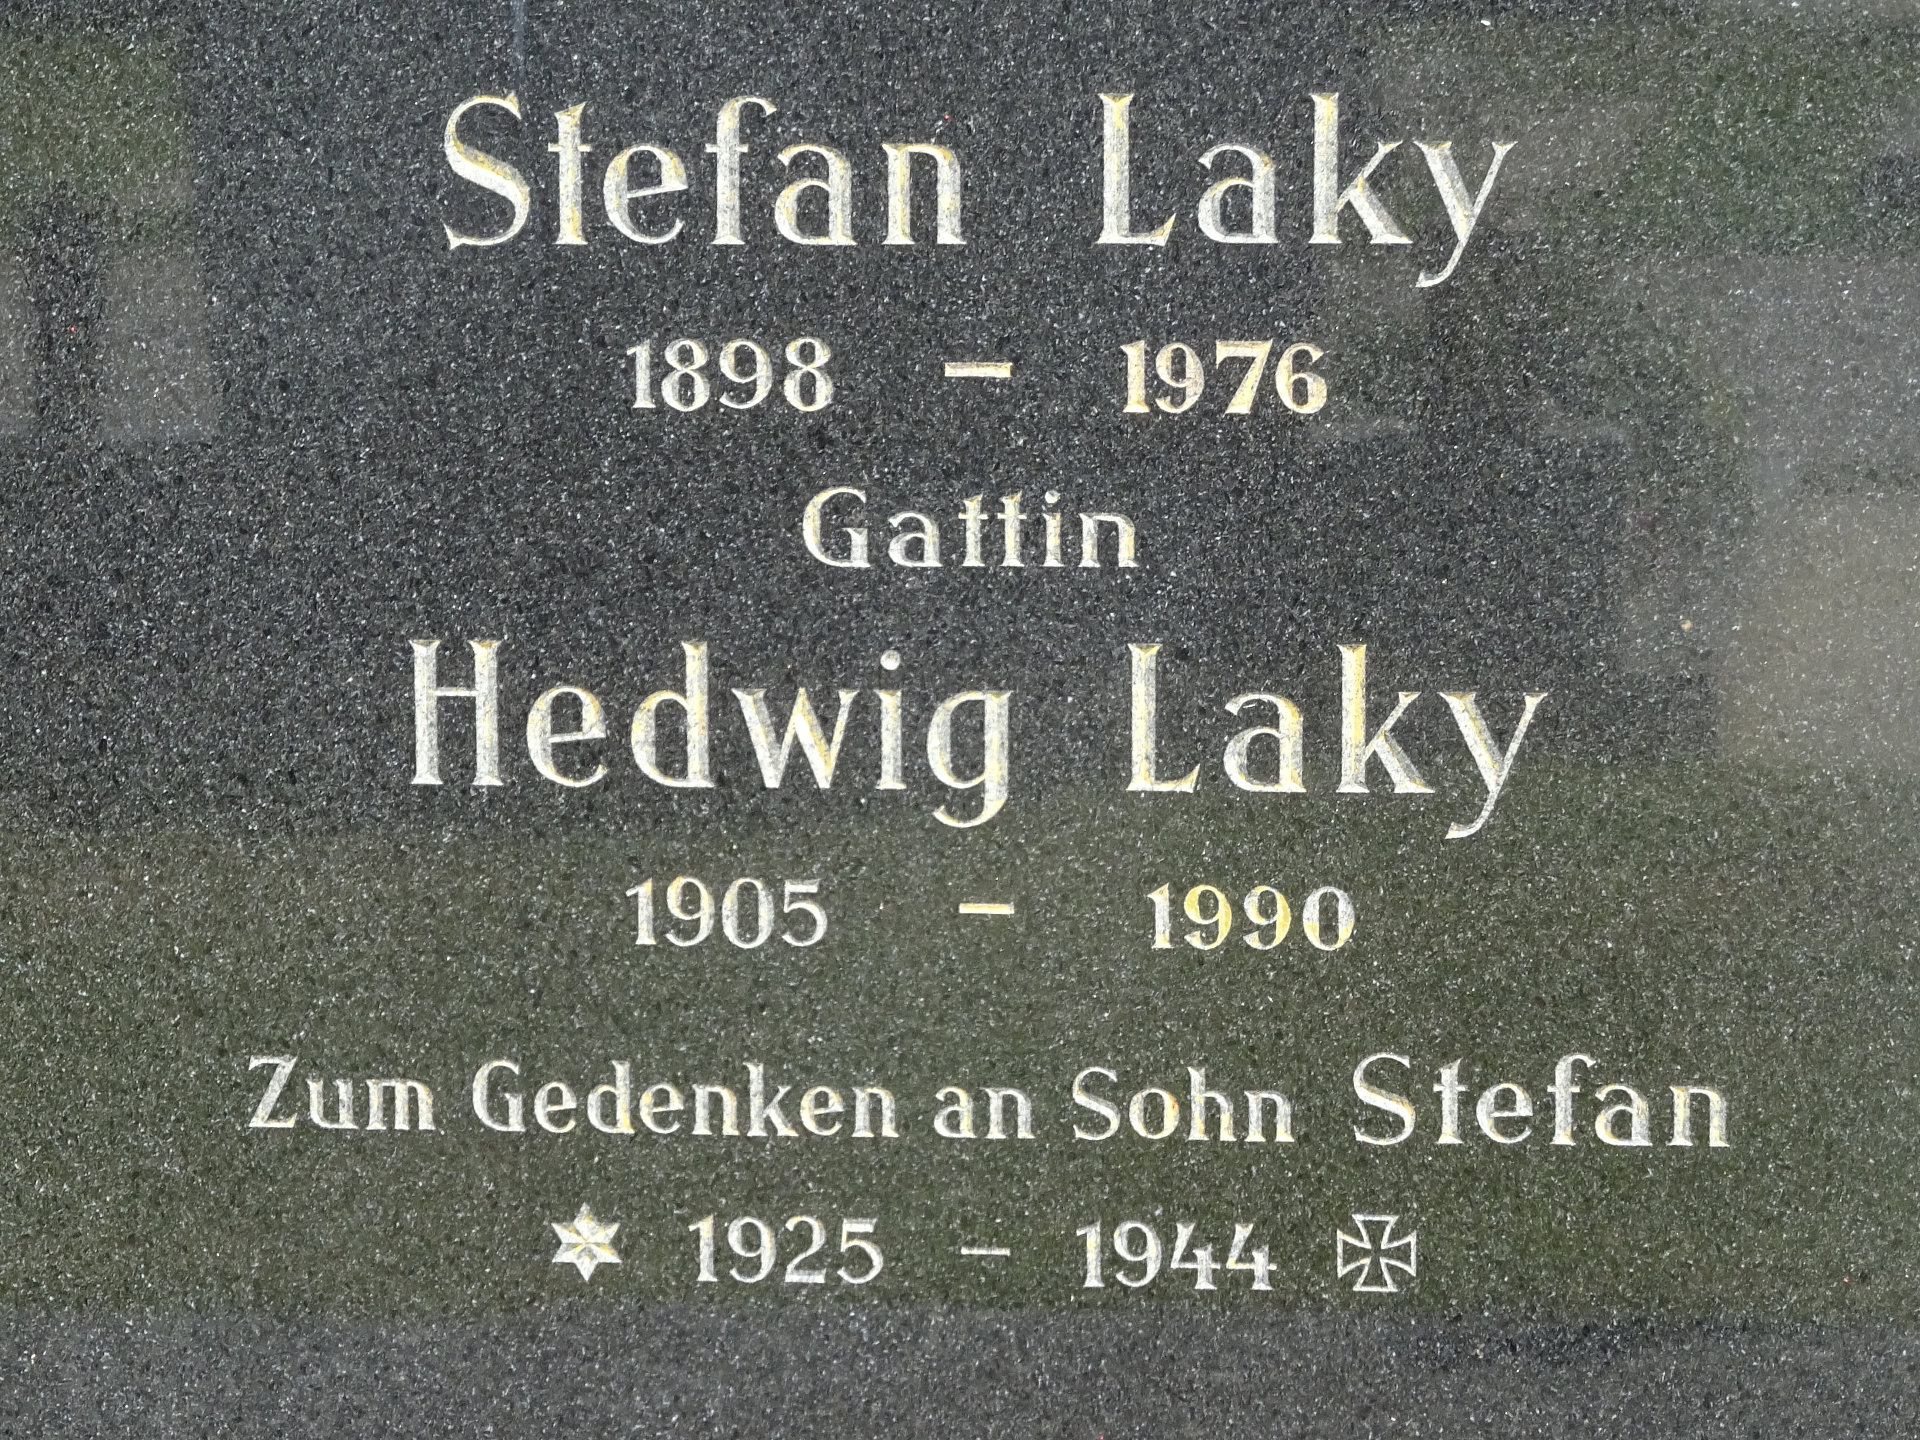 Stefan Laky
1898 – 1976
Gattin
Hedwig Laky
1905 – 1990
Zum Gedenken an Sohn Stefan
✶ 1925 – 1944 ✠